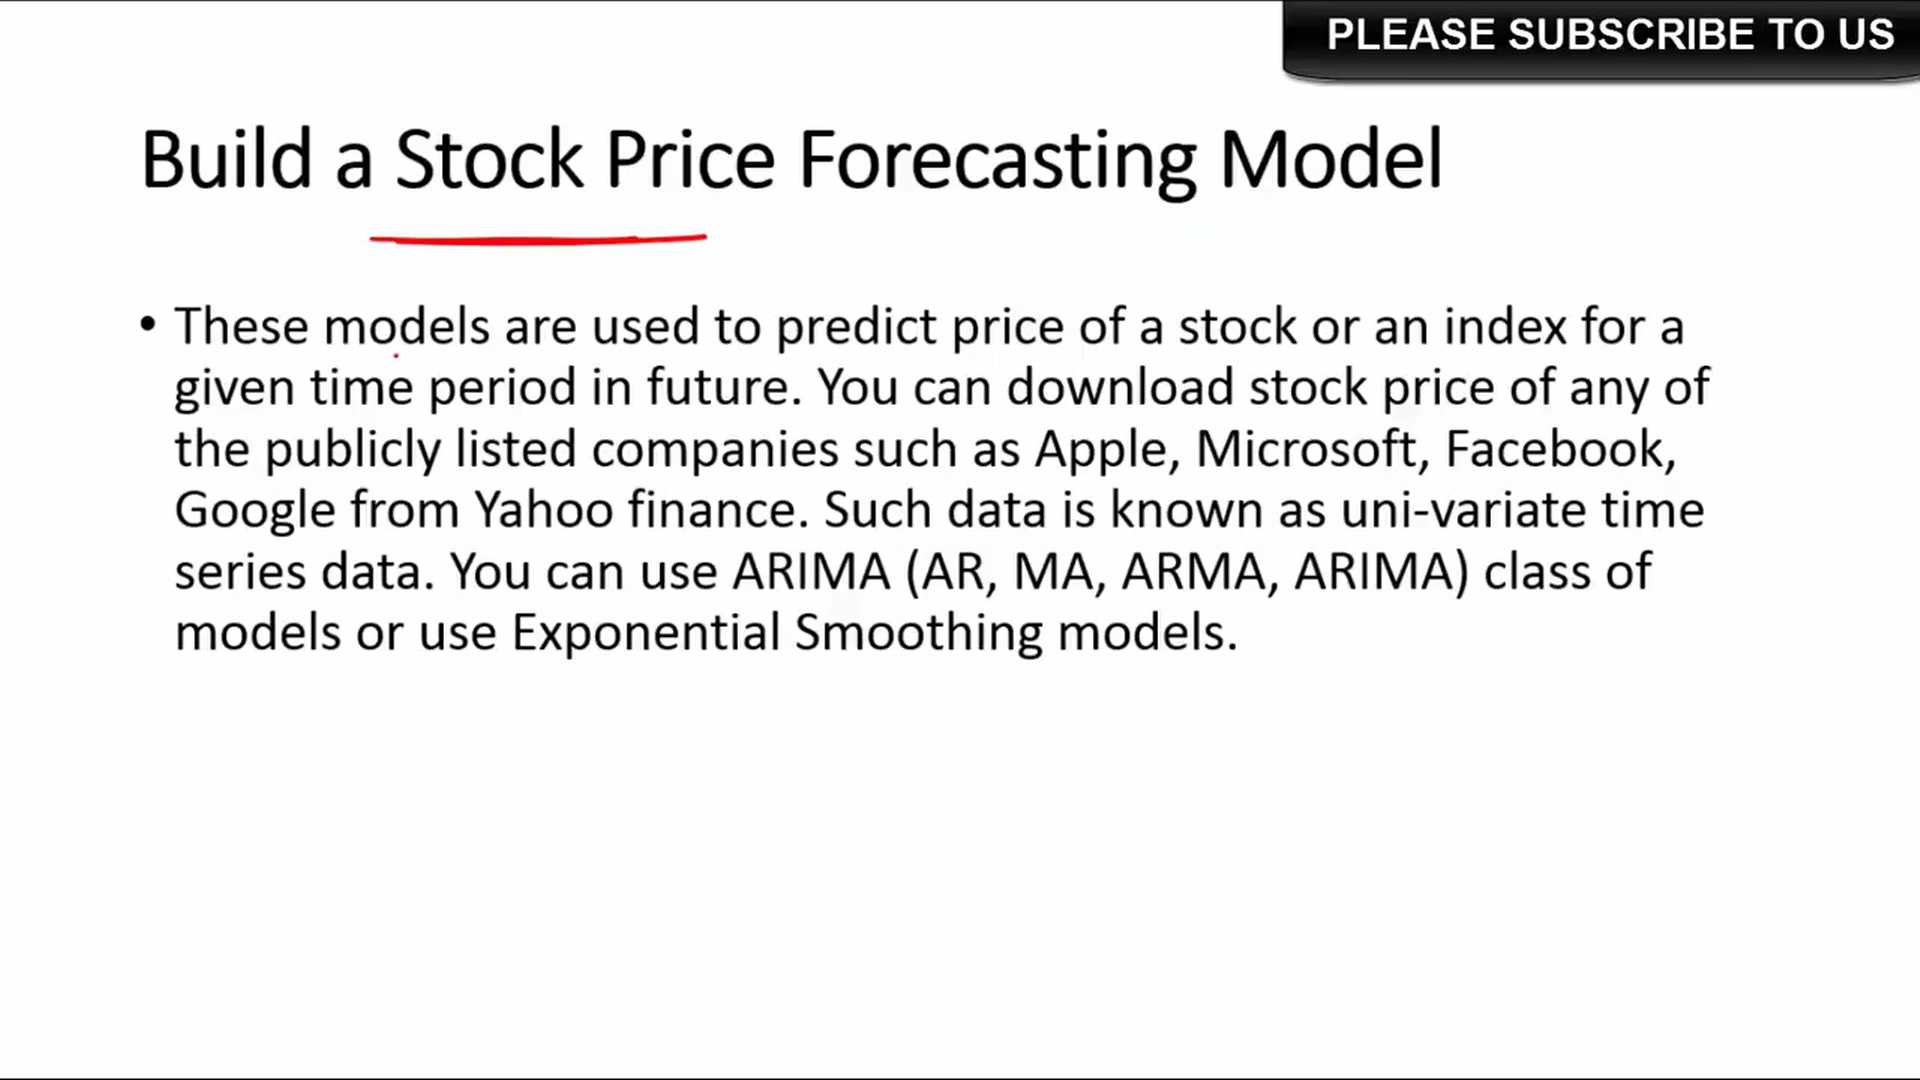 PLEASE SUBSCRIBE TO US
Build a Stock Price Forecasting Model
• These models are used to predict price of a stock or an index for a
given time period in future. You can download stock price of any of
the publicly listed companies such as Apple, Microsoft, Facebook,
Google from Yahoo finance. Such data is known as uni-variate time
series data. You can use ARIMA (AR, MA, ARMA, ARIMA) class of
models or use Exponential Smoothing models.